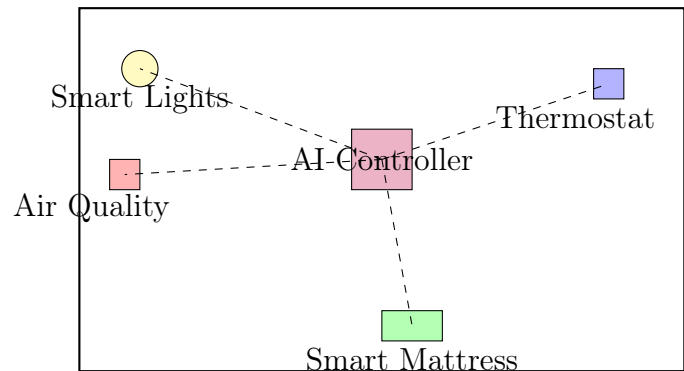 Smart Lights
Thermostat
AI Controller
Air Quality
Smart Mattress